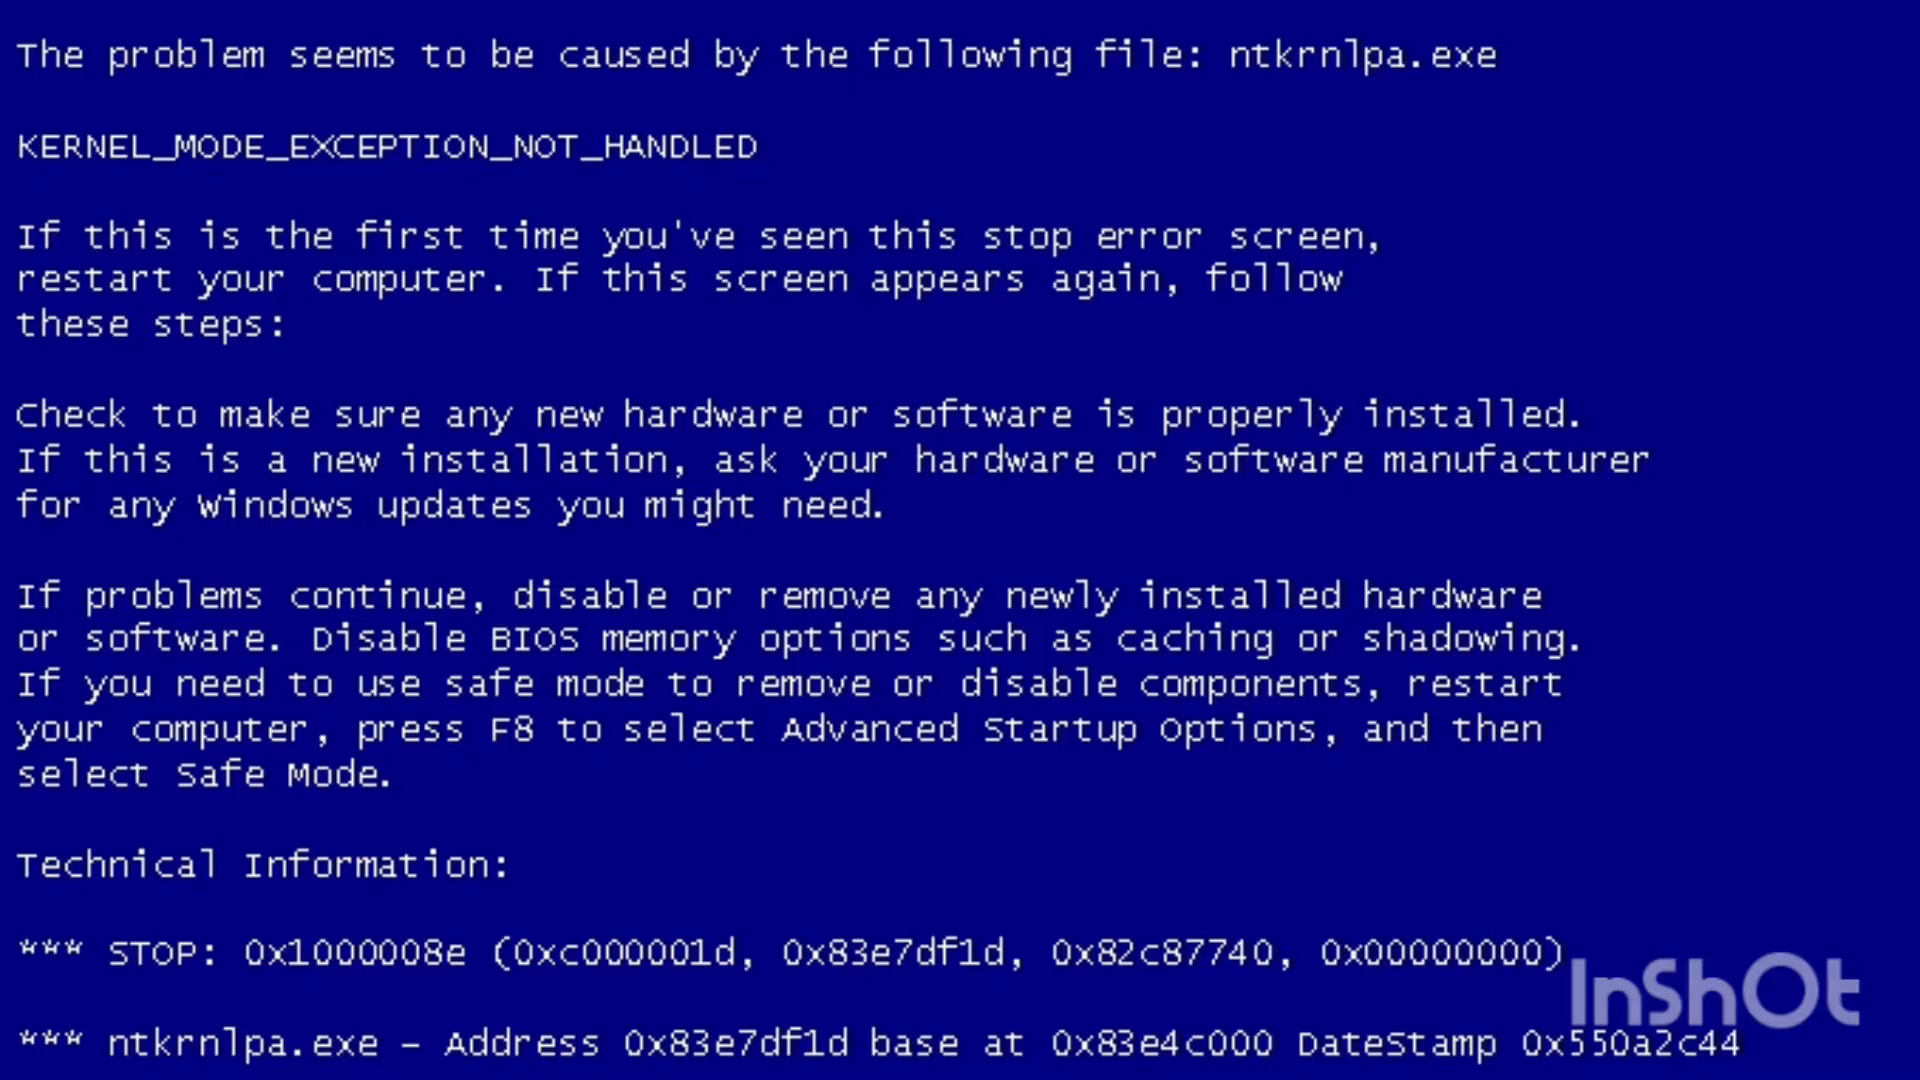 The problem seems to be caused by the following file: ntkrnlpa.exe
KERNEL_MODE_EXCEPTION_NOT_HANDLED
If this is the first time you've seen this stop error screen,
restart your computer. If this screen appears again, follow
these steps:
Check to make sure any new hardware or software is properly installed.
If this is a new installation, ask your hardware or software manufacturer
for any Windows updates you might need.
If problems continue, disable or remove any newly installed hardware
or software. Disable BIOS memory options such as caching or shadowing.
If you need to use safe mode to remove or disable components, restart
your computer, press F8 to select Advanced Startup Options, and then
select Safe Mode.
Technical Information:
*** STOP: 0x1000008e (0xc000001d, 0x83e7df1d, 0x82c87740, 0x00000000)
InShOt
*** ntkrnlpa.exe – Address 0x83e7df1d base at 0x83e4c000 DateStamp 0x550a2c44